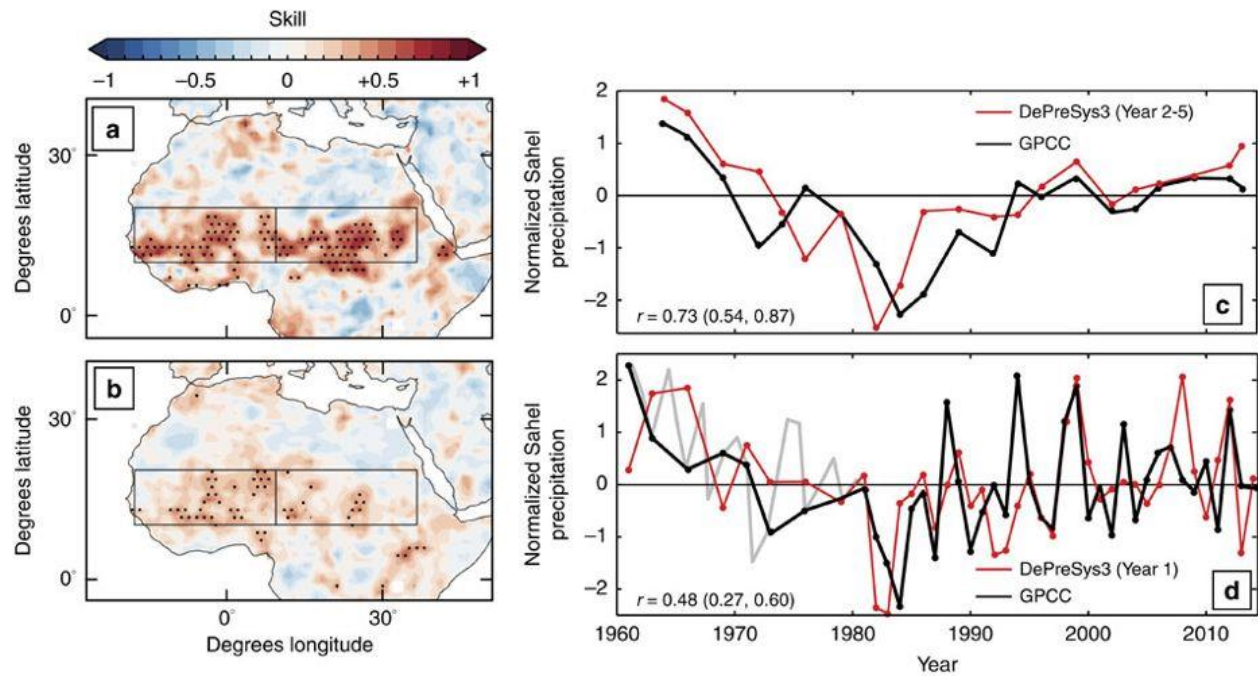 Skill
−1 −0.5 0 +0.5 +1
a
30°
0°
Degrees latitude
b
30°
0°
Degrees latitude
0° 30°
Degrees longitude
Normalized Sahel
precipitation
2
1
0
−1
−2
DePreSys3 (Year 2-5)
GPCC
r = 0.73 (0.54, 0.87)
c
Normalized Sahel
precipitation
2
1
0
−1
−2
DePreSys3 (Year 1)
GPCC
r = 0.48 (0.27, 0.60)
d
1960 1970 1980 1990 2000 2010
Year